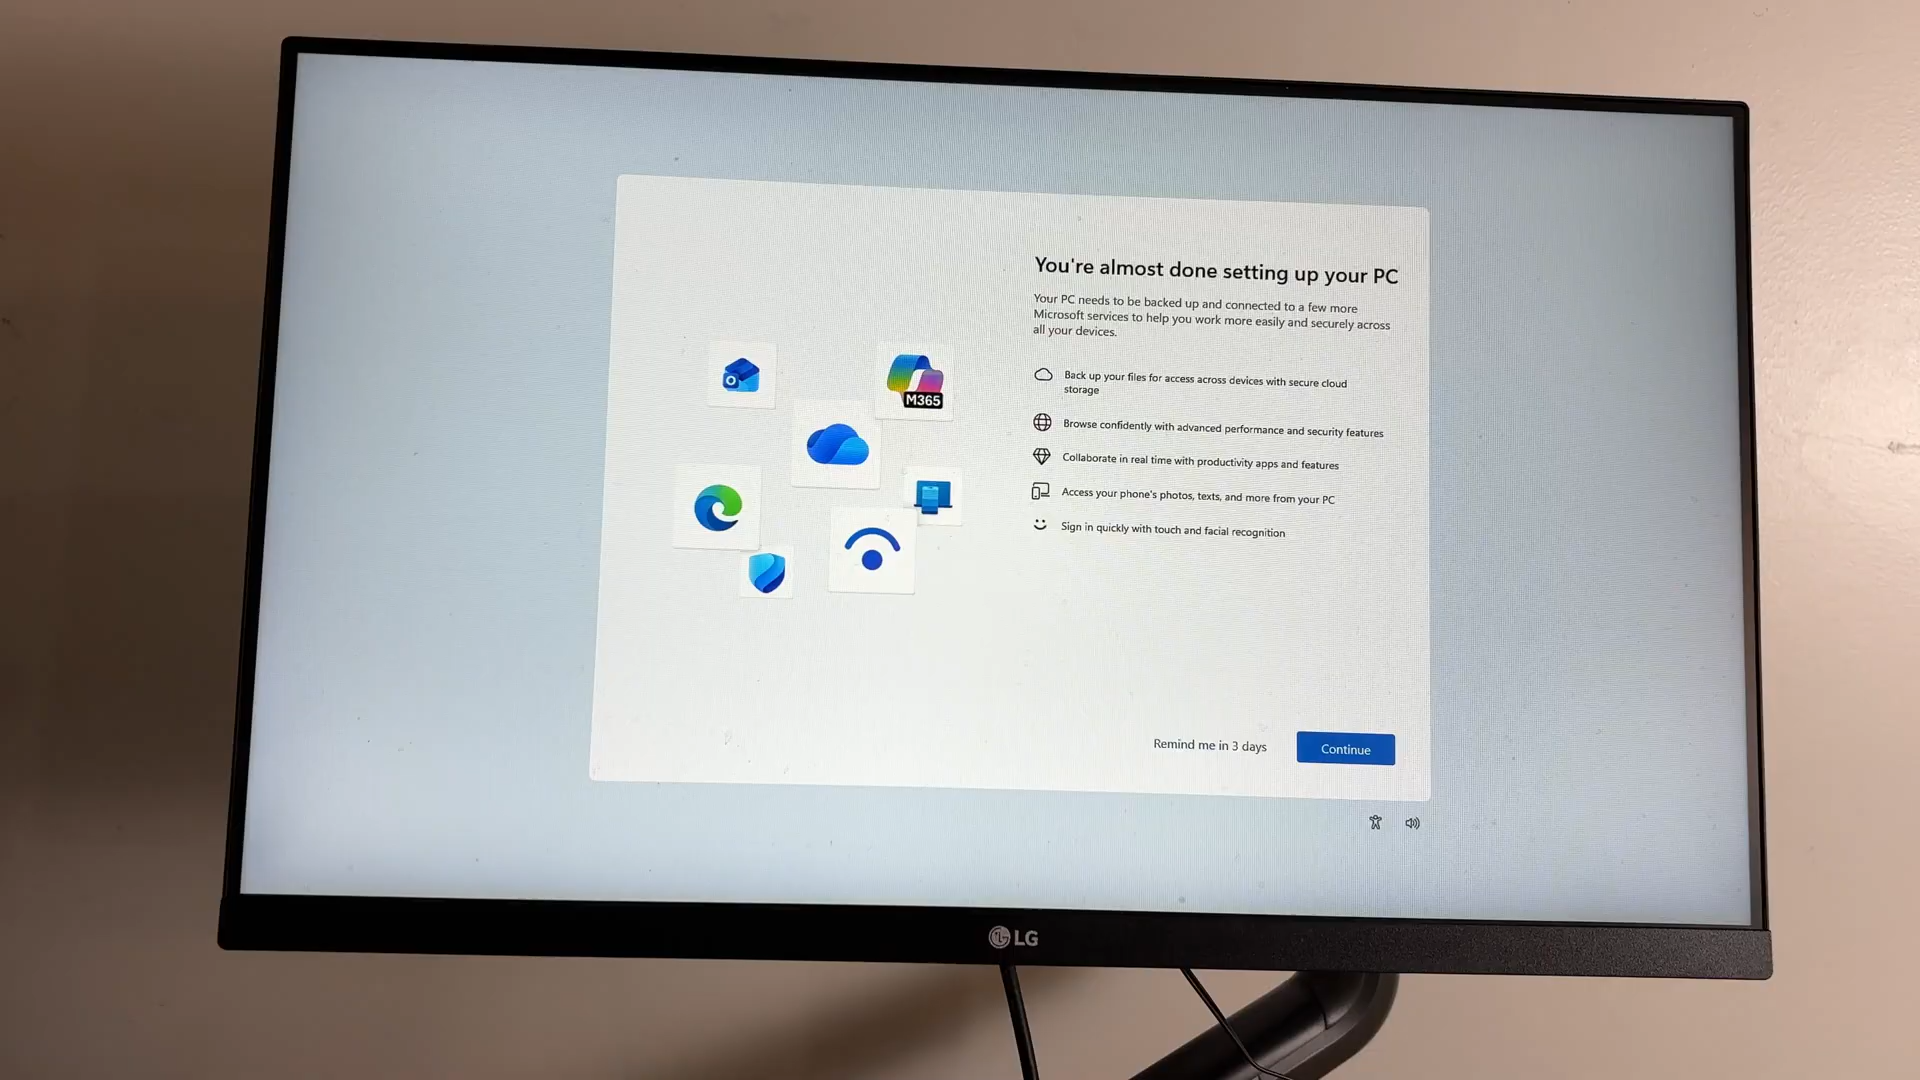 You're almost done setting up your PC
Your PC needs to be backed up and connected to a few more
Microsoft services to help you work more easily and securely across
all your devices.
M365
Back up your files for access across devices with secure cloud
storage
Browse confidently with advanced performance and security features
Collaborate in real time with productivity apps and features
Access your phone's photos, texts, and more from your PC
Sign in quickly with touch and facial recognition
Remind me in 3 days
Continue
LG